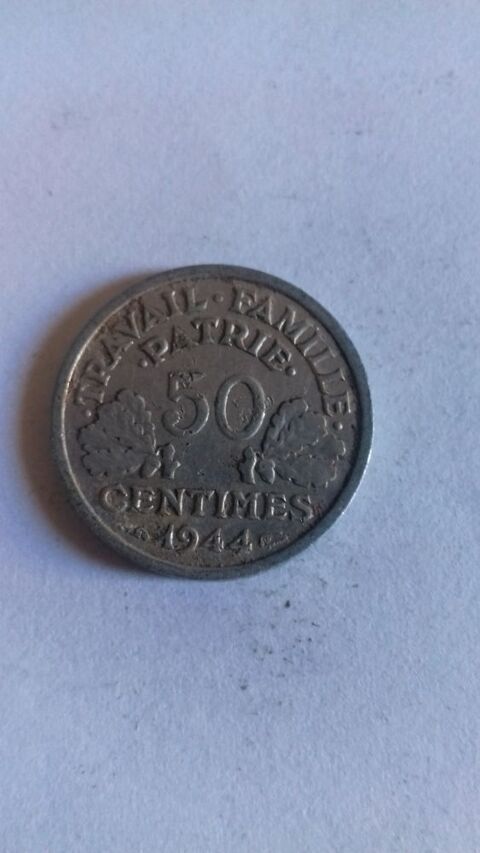 · TRAVAIL · FAMILLE ·
· PATRIE ·
50
CENTIMES
1944